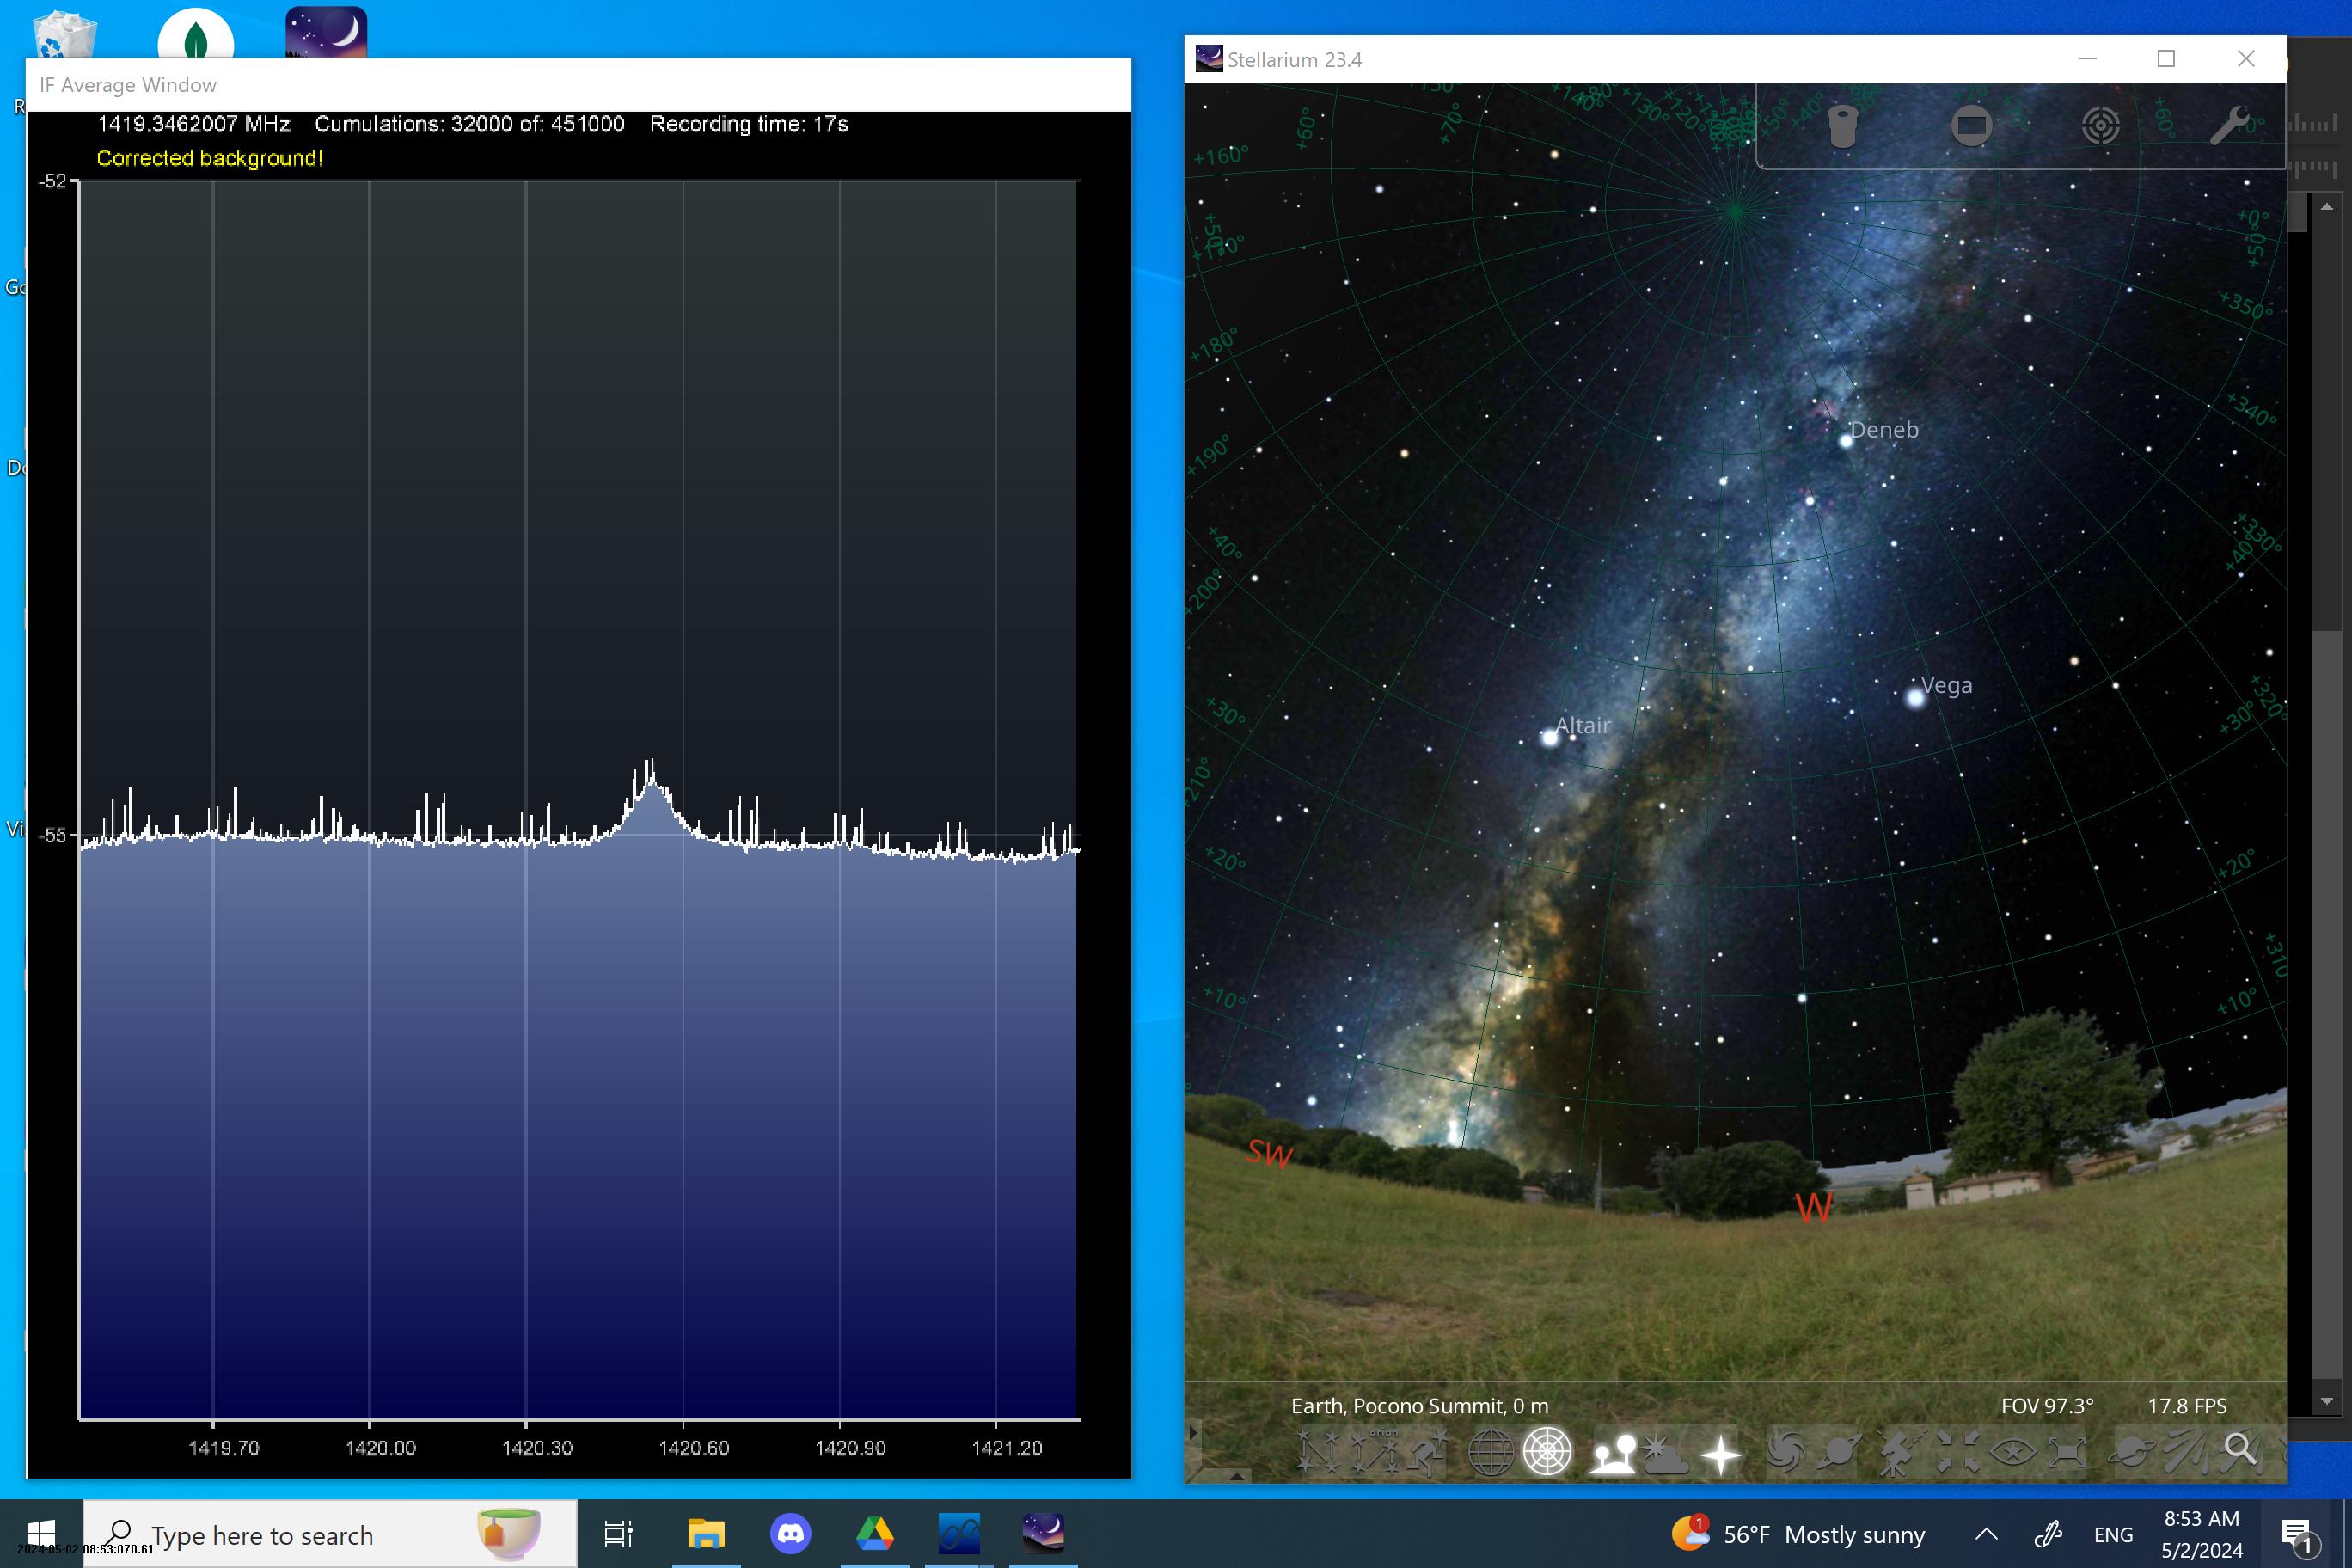 IF Average Window
1419.3462007 MHz Cumulations: 32000 of: 451000 Recording time: 17s
Corrected background!
-52
-55
1419.70 1420.00 1420.30 1420.60 1420.90 1421.20
Stellarium 23.4
+140°
+130°
+120°
+60°
+70°
+160°
+170°
+50°
+180°
+190°
+40°
+200°
+30°
+210°
+20°
+10°
+60°
+0°
+50°
+350°
+340°
+330°
+40°
+320°
+30°
+20°
+310
+10°
Deneb
Vega
Altair
SW
W
Earth, Pocono Summit, 0 m FOV 97.3° 17.8 FPS
Type here to search
2024-05-02 08:53:070.61
1
56°F Mostly sunny
ENG
8:53 AM
5/2/2024
1